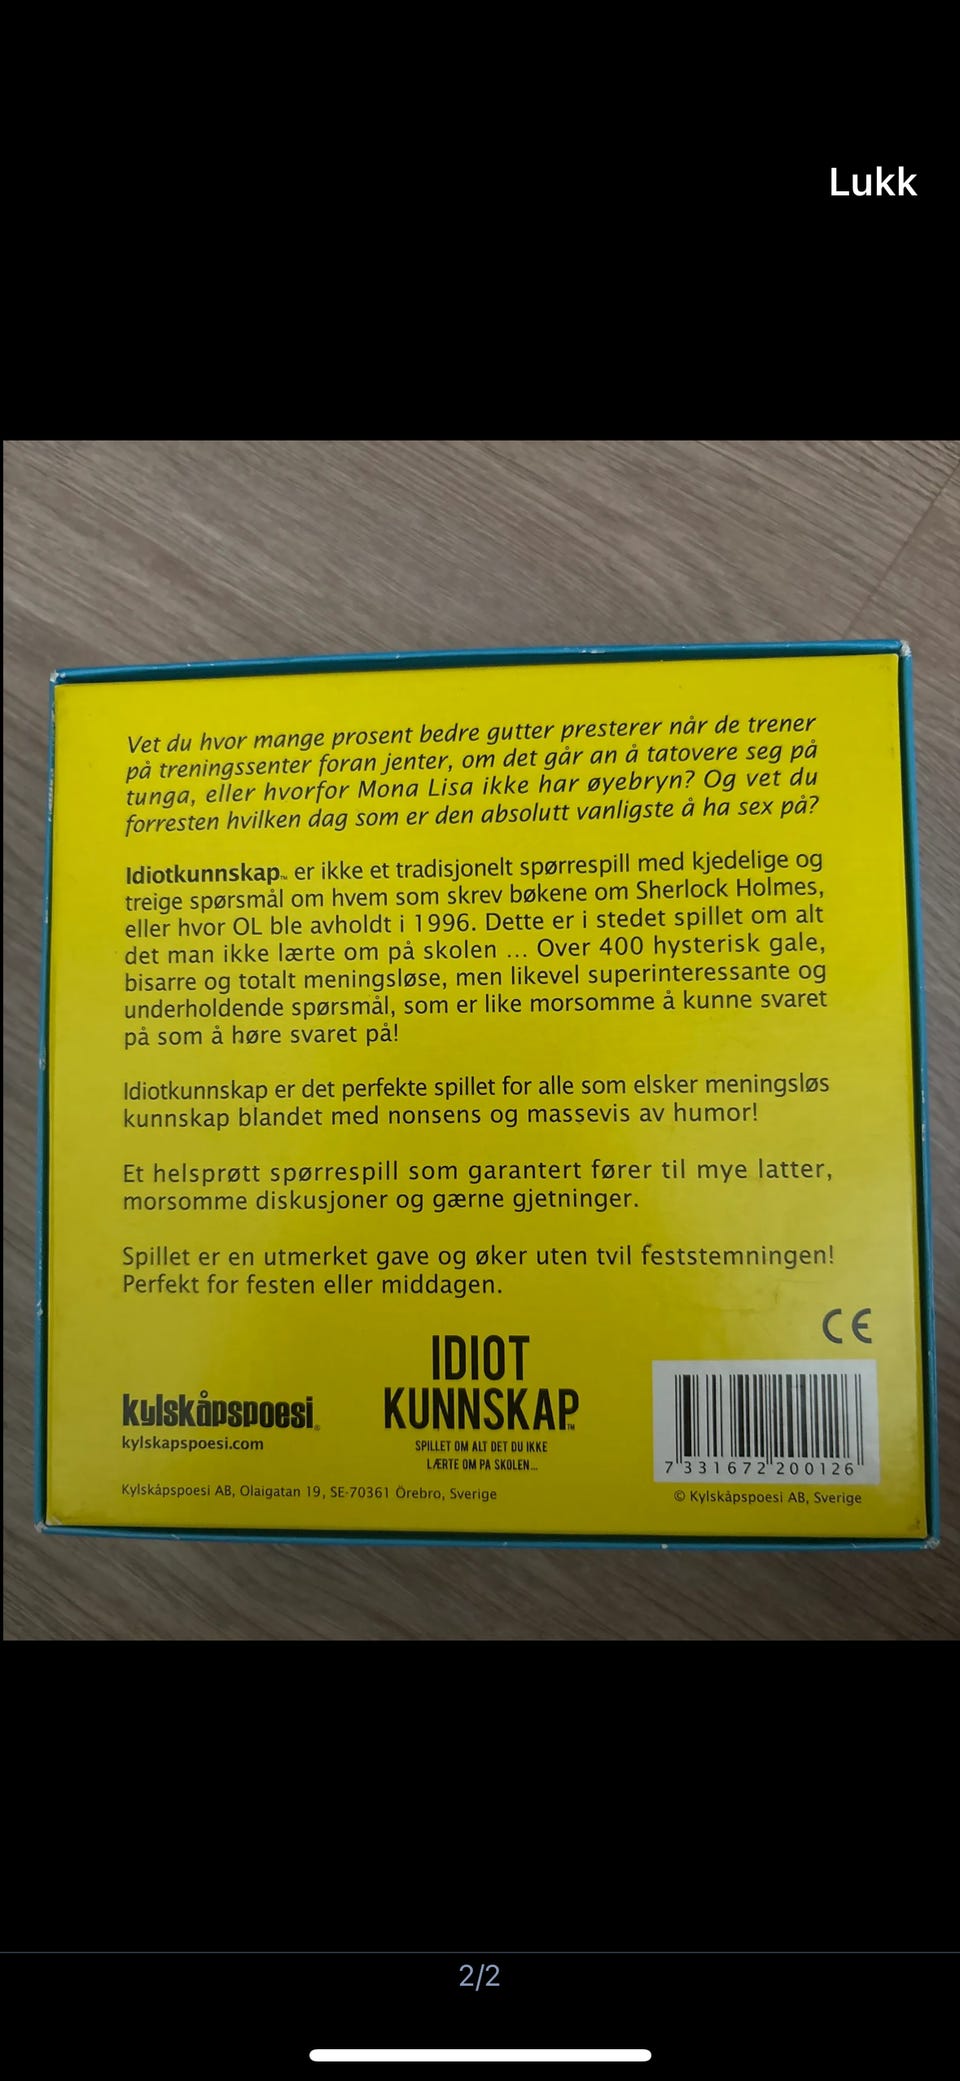 Lukk
Vet du hvor mange prosent bedre gutter presterer når de trener
på treningssenter foran jenter, om det går an å tatovere seg på
tunga, eller hvorfor Mona Lisa ikke har øyebryn? Og vet du
forresten hvilken dag som er den absolutt vanligste å ha sex på?
Idiotkunnskap™ er ikke et tradisjonelt spørrespill med kjedelige og
treige spørsmål om hvem som skrev bøkene om Sherlock Holmes,
eller hvor OL ble avholdt i 1996. Dette er i stedet spillet om alt
det man ikke lærte om på skolen ... Over 400 hysterisk gale,
bisarre og totalt meningsløse, men likevel superinteressante og
underholdende spørsmål, som er like morsomme å kunne svaret
på som å høre svaret på!
Idiotkunnskap er det perfekte spillet for alle som elsker meningsløs
kunnskap blandet med nonsens og massevis av humor!
Et helsprøtt spørrespill som garantert fører til mye latter,
morsomme diskusjoner og gærne gjetninger.
Spillet er en utmerket gave og øker uten tvil feststemningen!
Perfekt for festen eller middagen.
CE
IDIOT
KUNNSKAP™
SPILLET OM ALT DET DU IKKE
LÆRTE OM PA SKOLEN...
kylskåpspoesi®
kylskapspoesi.com
Kylskåpspoesi AB, Olaigatan 19, SE-70361 Örebro, Sverige
7 331672 200126
© Kylskåpspoesi AB, Sverige
2/2